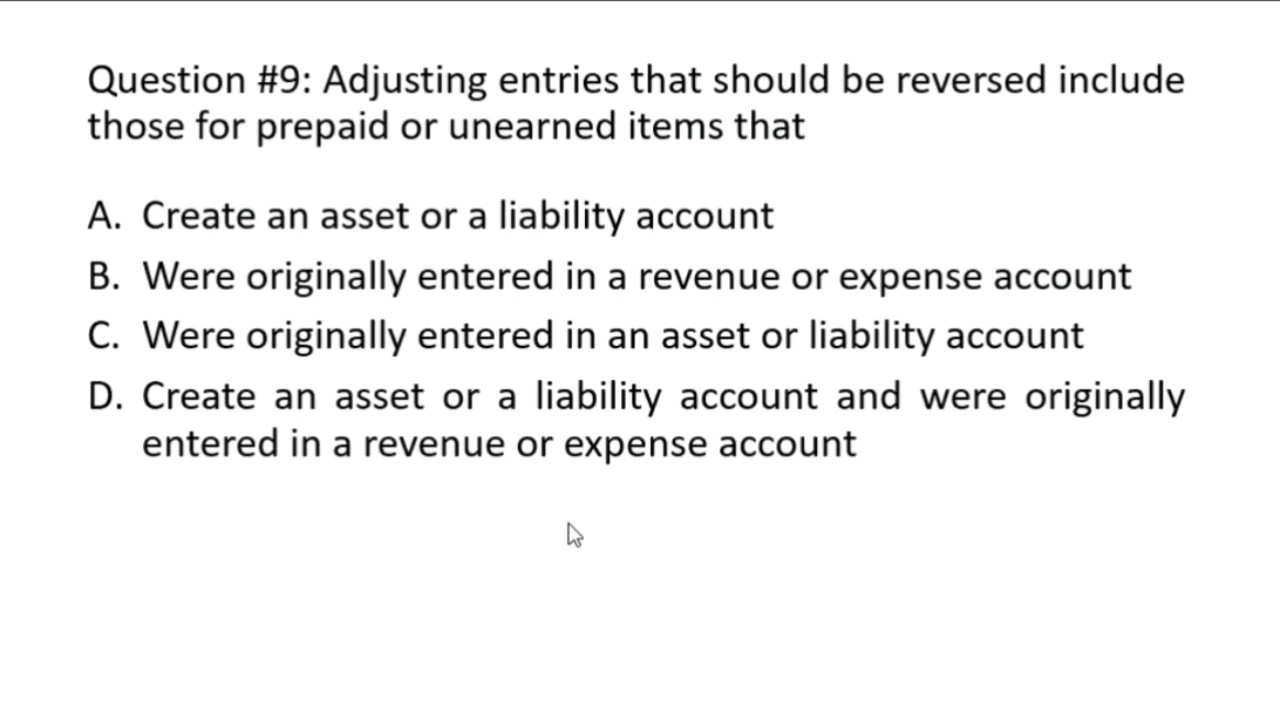 Question #9: Adjusting entries that should be reversed include
those for prepaid or unearned items that
A. Create an asset or a liability account
B. Were originally entered in a revenue or expense account
C. Were originally entered in an asset or liability account
D. Create an asset or a liability account and were originally
entered in a revenue or expense account